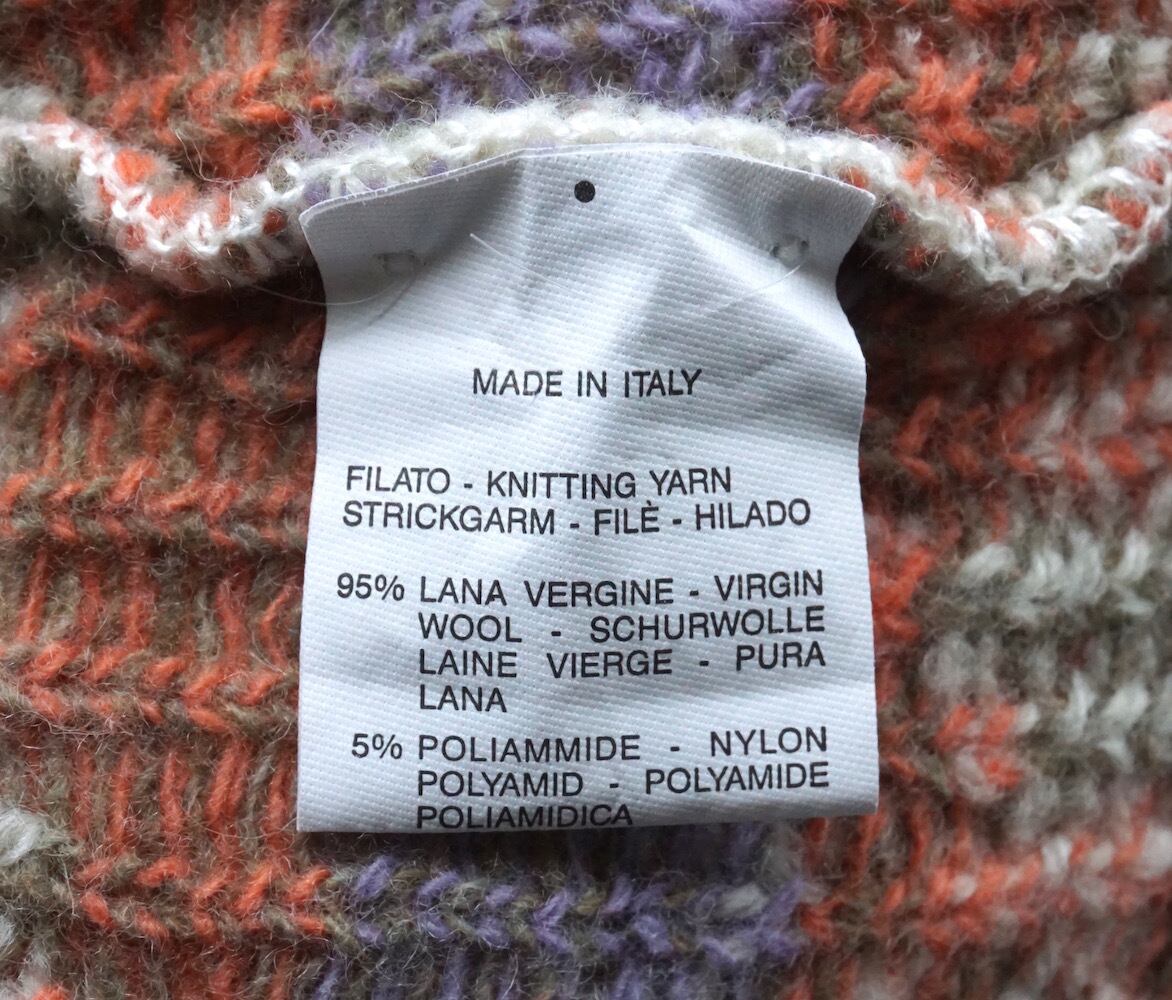 MADE IN ITALY
FILATO - KNITTING YARN
STRICKGARM - FILÈ - HILADO
95% LANA VERGINE - VIRGIN
WOOL - SCHURWOLLE
LAINE VIERGE - PURA
LANA
5% POLIAMMIDE - NYLON
POLYAMID - POLYAMIDE
POLIAMIDICA